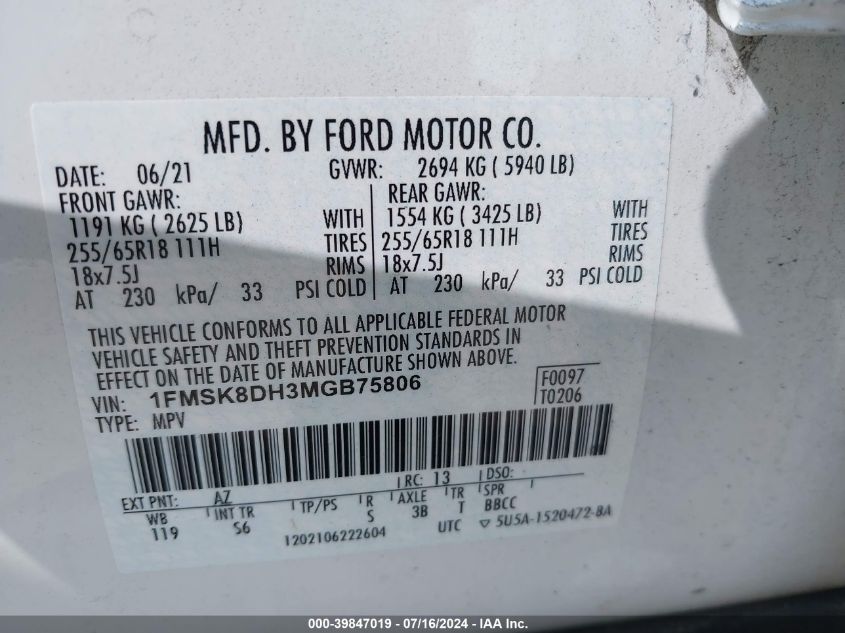 MFD. BY FORD MOTOR CO.
DATE: 06/21 GVWR: 2694 KG ( 5940 LB)
FRONT GAWR: REAR GAWR:
1191 KG ( 2625 LB) WITH 1554 KG ( 3425 LB) WITH
255/65R18 111H TIRES 255/65R18 111H TIRES
18x7.5J RIMS 18x7.5J RIMS
AT 230 kPa/ 33 PSI COLD AT 230 kPa/ 33 PSI COLD
THIS VEHICLE CONFORMS TO ALL APPLICABLE FEDERAL MOTOR
VEHICLE SAFETY AND THEFT PREVENTION STANDARDS IN
EFFECT ON THE DATE OF MANUFACTURE SHOWN ABOVE.
VIN: 1FMSK8DH3MGB75806 F0097
TYPE: MPV T0206
EXT PNT: AZ RC: 13 DSO:
WB INT TR TP/PS R AXLE TR SPR
119 S6 S 3B T BBCC
1202106222604 UTC ▽ 5U5A-1520472-BA
000-39847019 - 07/16/2024 - IAA Inc.